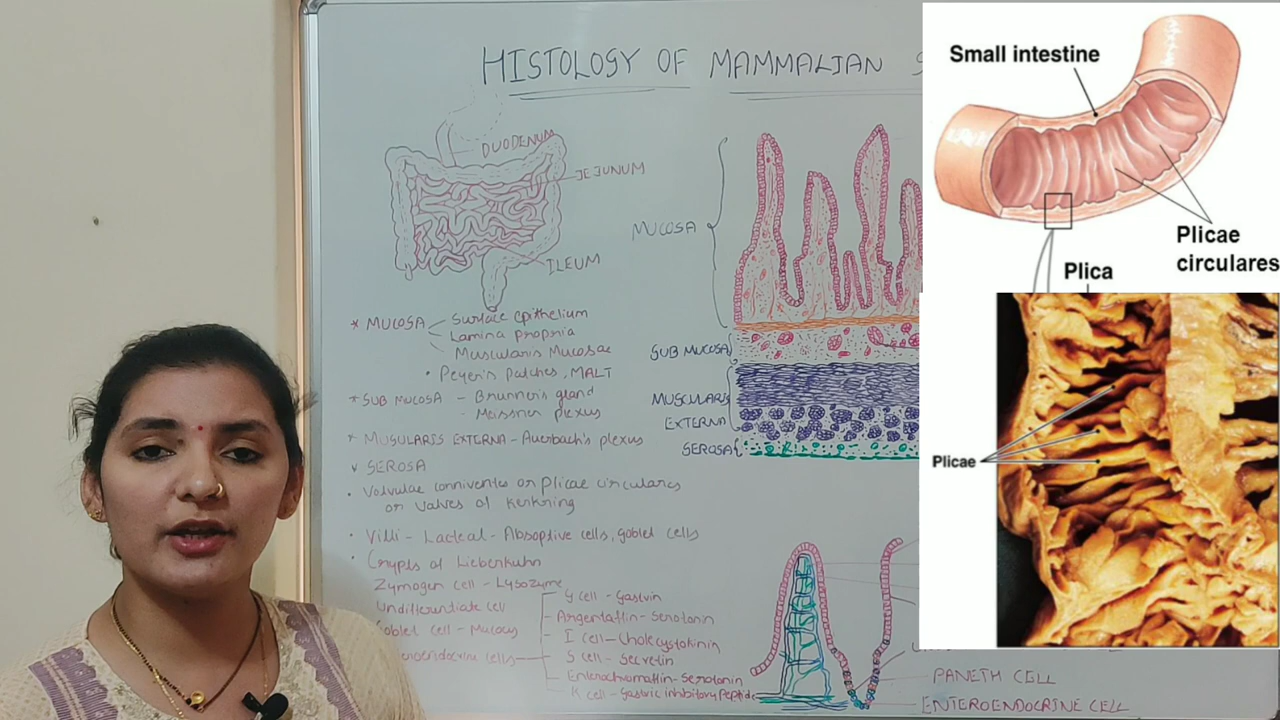 HISTOLOGY OF MAMMALIAN
DUODENUM
JEJUNUM
ILEUM
* MUCOSA
Surface epithelium
Lamina propria
Muscularis Mucosae
• Peyer's patches, MALT
* SUB MUCOSA - Brunner's gland
- Meissner plexus
* MUSULARIS EXTERNA - Auerbach's plexus
SEROSA
• Valvulae conniventes or plicae circulares
or valves of kerkring
• Villi - Lacteal - Absoptive cells, goblet cells
• Crypts of Lieberkuhn
Zymogen cell - Lysozyme
Undifferentiate cell
Goblet cell - Mucous
G cell - Gastrin
Argentaffin - Serotonin
I cell - Cholecystokinin
S cell - Secretin
Enterochromaffin - Serotonin
K cell - Gastric inhibitory Peptide
MUCOSA
SUB MUCOSA
MUSCULARIS
EXTERNA
SEROSA
PANETH CELL
ENTEROENDOCRINE CELL
Small intestine
Plicae
circulares
Plica
Plicae